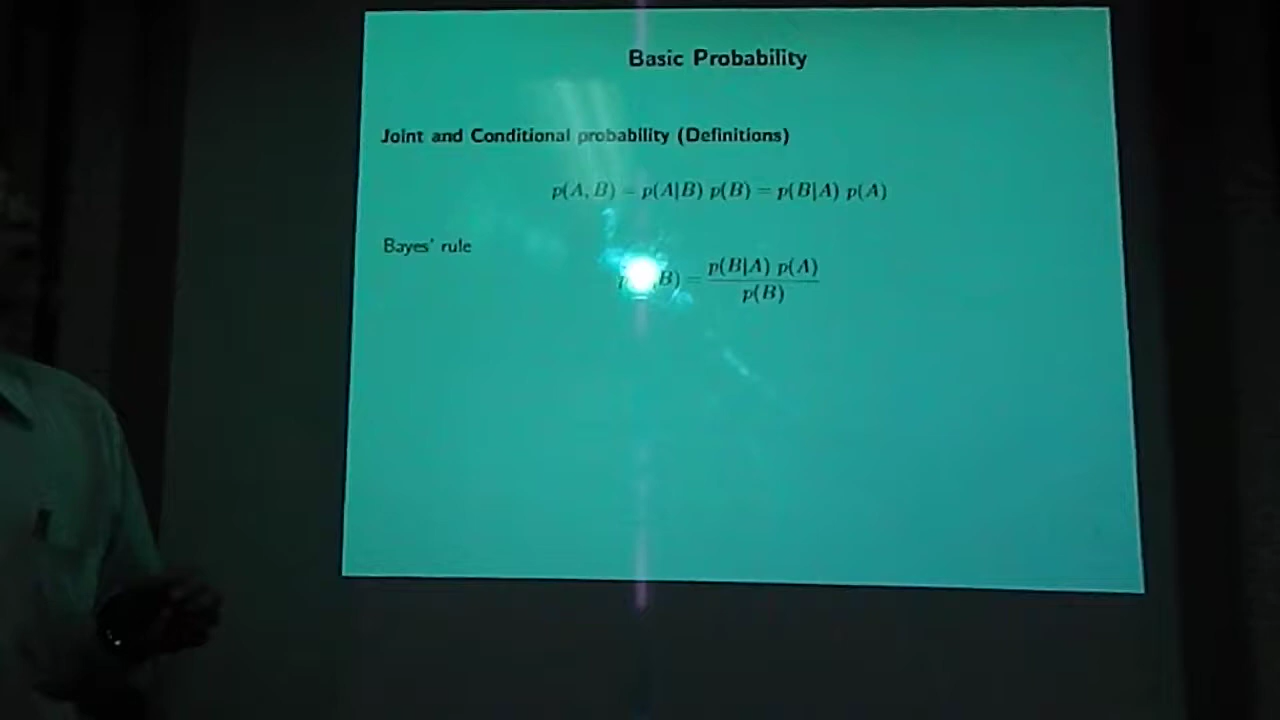 Basic Probability
Joint and Conditional probability (Definitions)
p(A, B) = p(A|B) p(B) = p(B|A) p(A)
Bayes' rule
B) = p(B|A) p(A) / p(B)